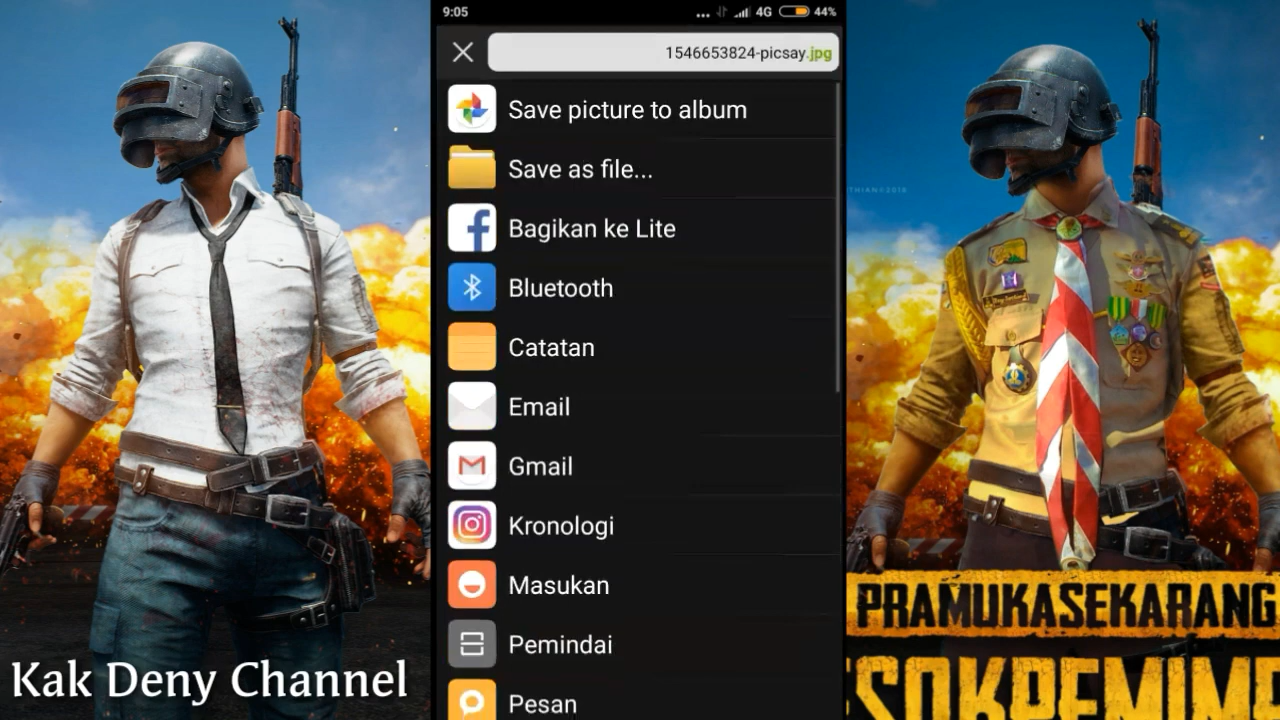 Kak Deny Channel
9:05
4G
44%
1546653824-picsay.jpg
Save picture to album
Save as file...
Bagikan ke Lite
Bluetooth
Catatan
Email
Gmail
Kronologi
Masukan
Pemindai
Pesan
PRAMUKASEKARANG